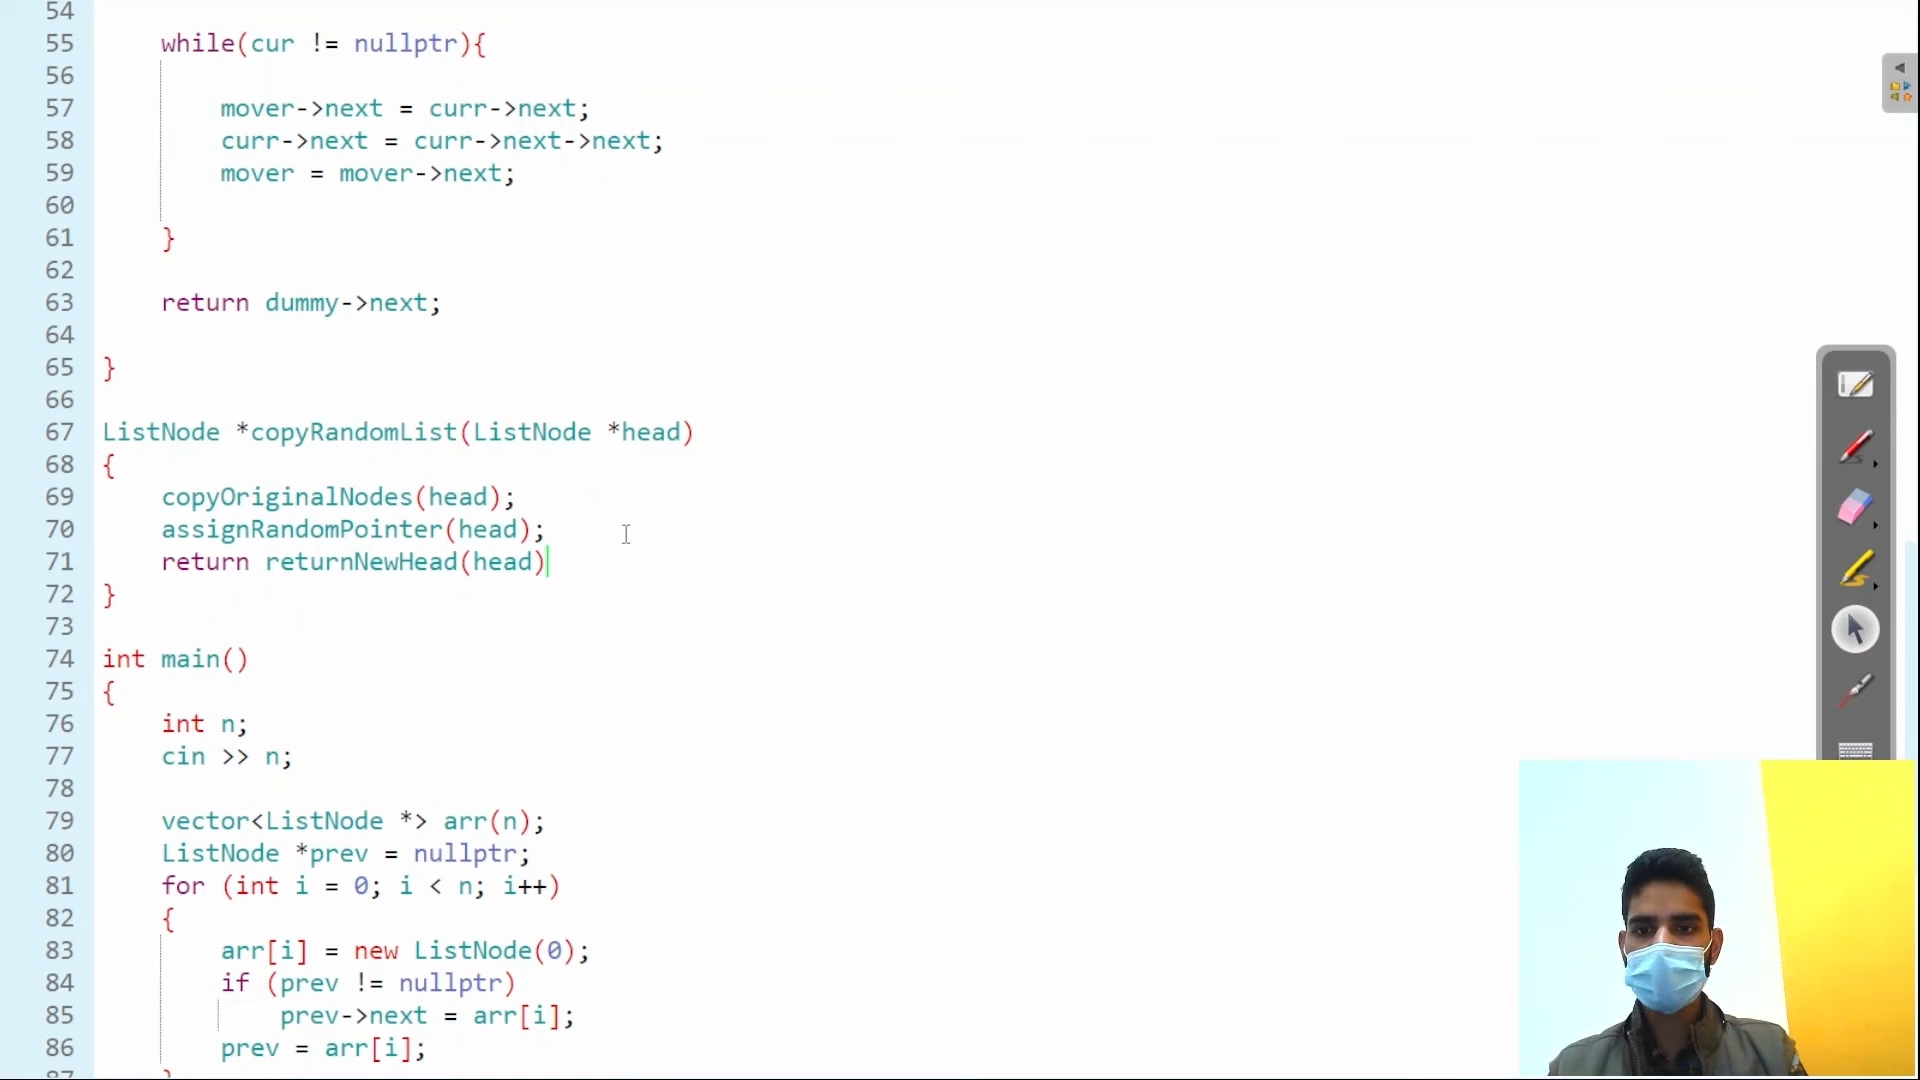 54
55 while(cur != nullptr){
56
57 mover->next = curr->next;
58 curr->next = curr->next->next;
59 mover = mover->next;
60
61 }
62
63 return dummy->next;
64
65 }
66
67 ListNode *copyRandomList(ListNode *head)
68 {
69 copyOriginalNodes(head);
70 assignRandomPointer(head);
71 return returnNewHead(head)
72 }
73
74 int main()
75 {
76 int n;
77 cin >> n;
78
79 vector<ListNode *> arr(n);
80 ListNode *prev = nullptr;
81 for (int i = 0; i < n; i++)
82 {
83 arr[i] = new ListNode(0);
84 if (prev != nullptr)
85 prev->next = arr[i];
86 prev = arr[i];
87 }